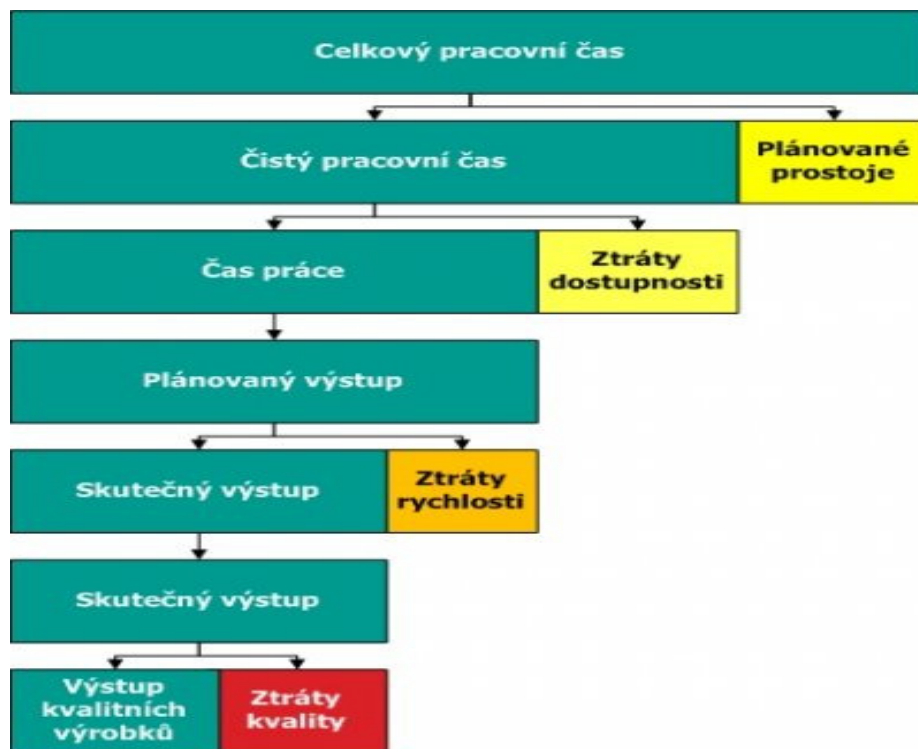 Celkový pracovní čas
Čistý pracovní čas
Plánované
prostoje
Čas práce
Ztráty
dostupnosti
Plánovaný výstup
Skutečný výstup
Ztráty
rychlosti
Skutečný výstup
Výstup
kvalitních
výrobků
Ztráty
kvality